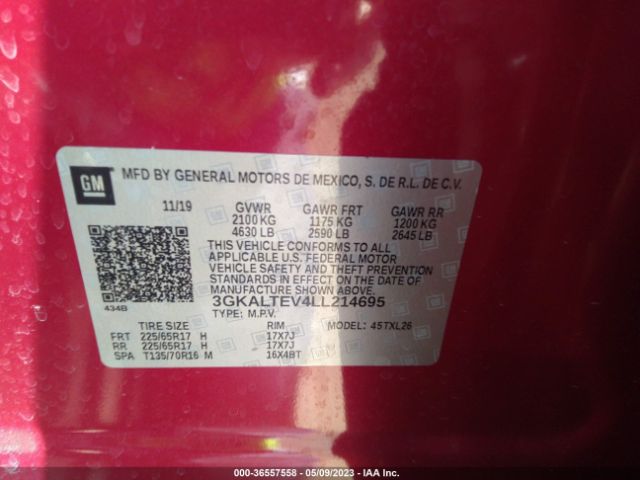 GM MFD BY GENERAL MOTORS DE MEXICO, S. DE R.L. DE C.V.
11/19 GVWR GAWR FRT GAWR RR
2100 KG 1175 KG 1200 KG
4630 LB 2590 LB 2645 LB
THIS VEHICLE CONFORMS TO ALL
APPLICABLE U.S. FEDERAL MOTOR
VEHICLE SAFETY AND THEFT PREVENTION
STANDARDS IN EFFECT ON THE DATE OF
MANUFACTURE SHOWN ABOVE.
434B 3GKALTEV4LL214695
TYPE: M.P.V.
TIRE SIZE RIM MODEL: 45TXL26
FRT 225/65R17 H 17X7J
RR 225/65R17 H 17X7J
SPA T135/70R16 M 16X4BT
000-36557558 - 05/09/2023 - IAA Inc.